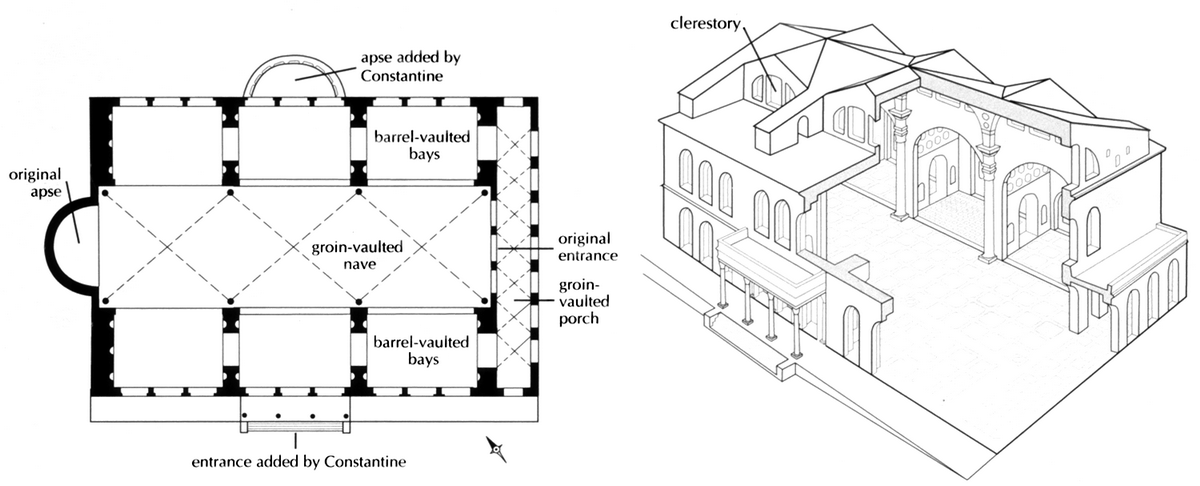 apse added by
Constantine
barrel-vaulted
bays
original
apse
groin-vaulted
nave
original
entrance
groin-
vaulted
porch
barrel-vaulted
bays
entrance added by Constantine
clerestory